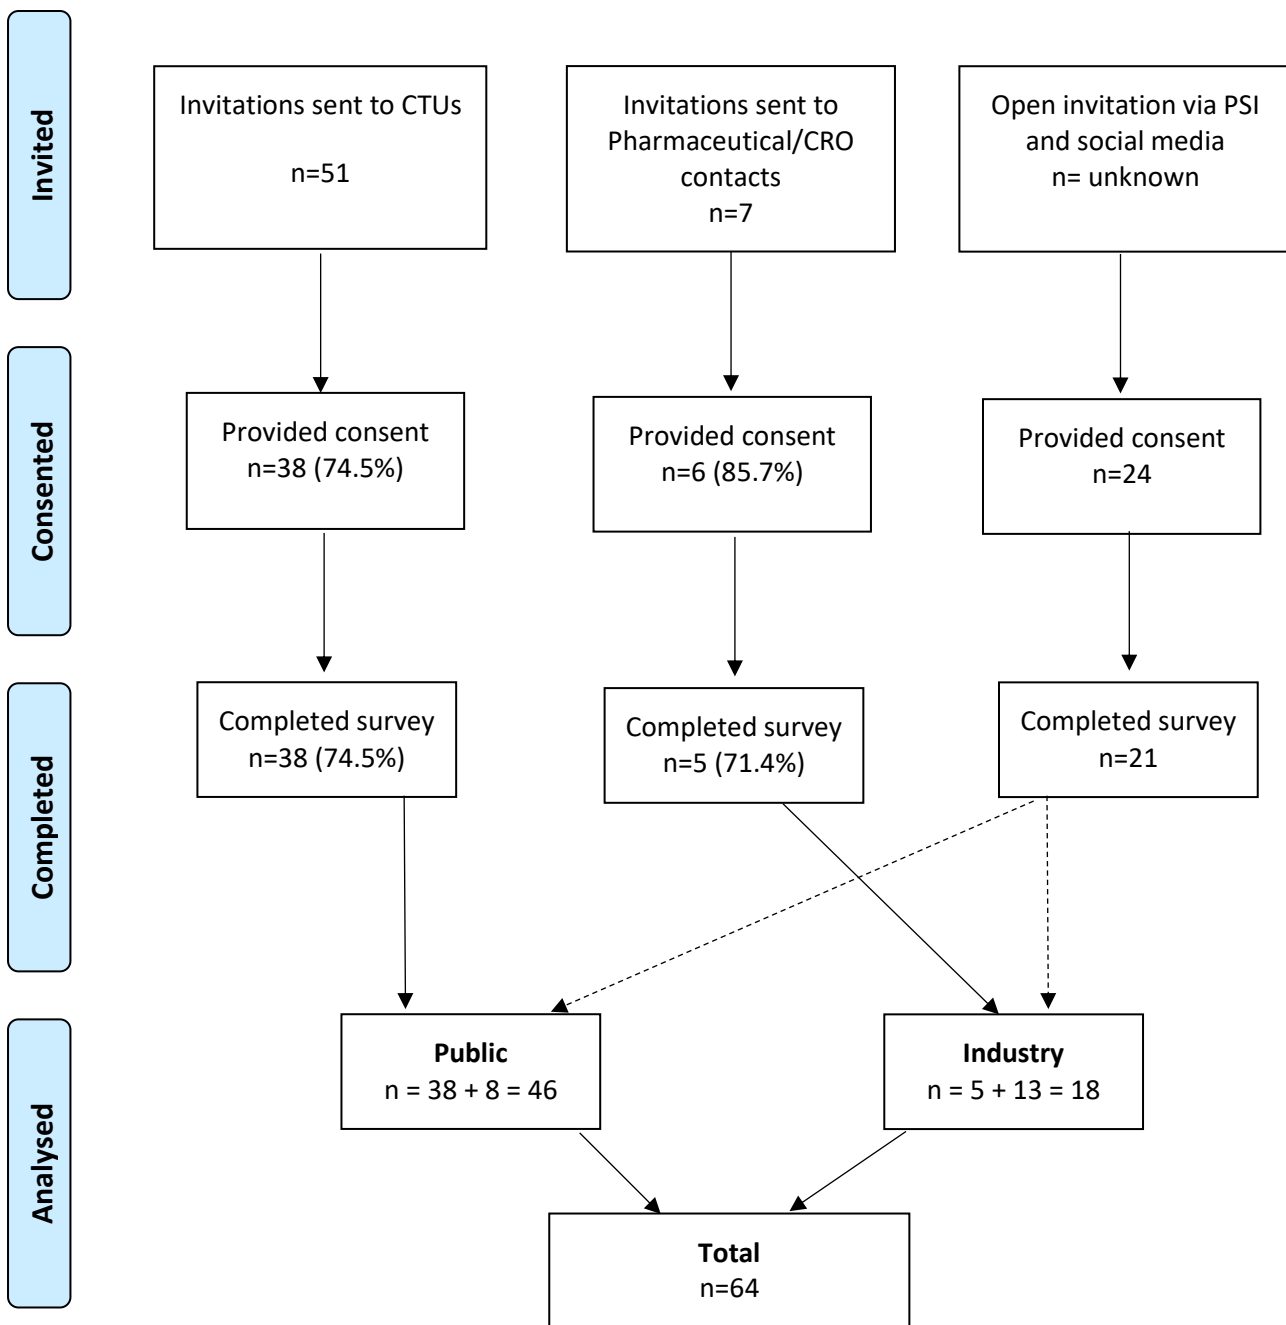 Invited
Invitations sent to CTUs
n=51
Invitations sent to
Pharmaceutical/CRO
contacts
n=7
Open invitation via PSI
and social media
n= unknown
Consented
Provided consent
n=38 (74.5%)
Provided consent
n=6 (85.7%)
Provided consent
n=24
Completed
Completed survey
n=38 (74.5%)
Completed survey
n=5 (71.4%)
Completed survey
n=21
Analysed
Public
n = 38 + 8 = 46
Industry
n = 5 + 13 = 18
Total
n=64